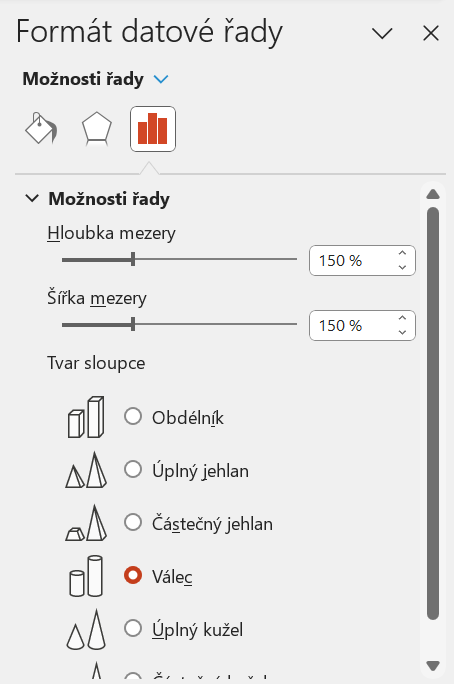 Formát datové řady
Možnosti řady
Možnosti řady
Hloubka mezery
150 %
Šířka mezery
150 %
Tvar sloupce
Obdélník
Úplný jehlan
Částečný jehlan
Válec
Úplný kužel